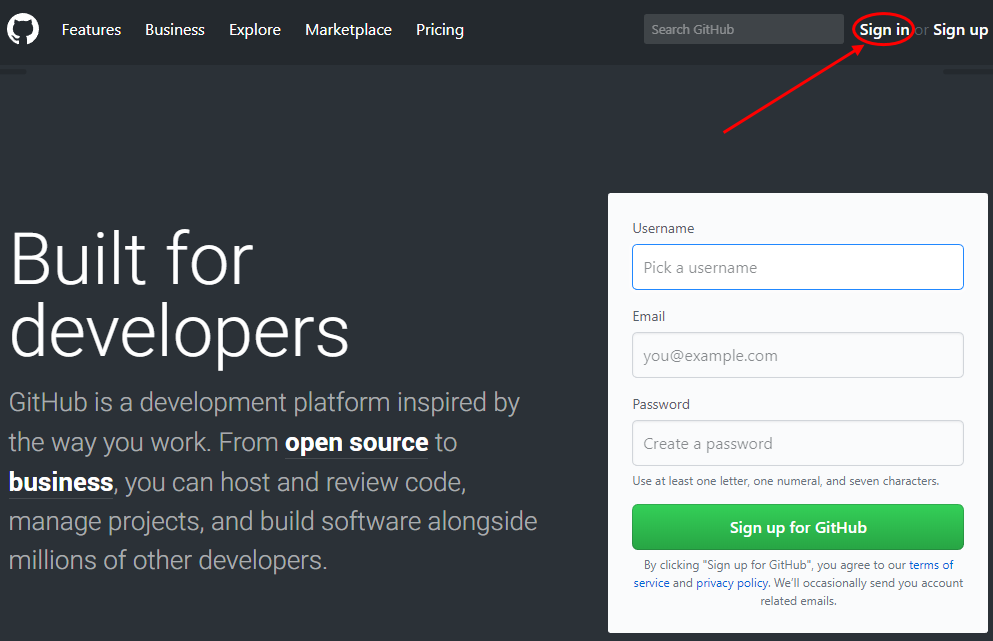 Features Business Explore Marketplace Pricing Search GitHub Sign in or Sign up
Built for
developers
GitHub is a development platform inspired by
the way you work. From open source to
business, you can host and review code,
manage projects, and build software alongside
millions of other developers.
Username
Pick a username
Email
you@example.com
Password
Create a password
Use at least one letter, one numeral, and seven characters.
Sign up for GitHub
By clicking "Sign up for GitHub", you agree to our terms of
service and privacy policy. We’ll occasionally send you account
related emails.